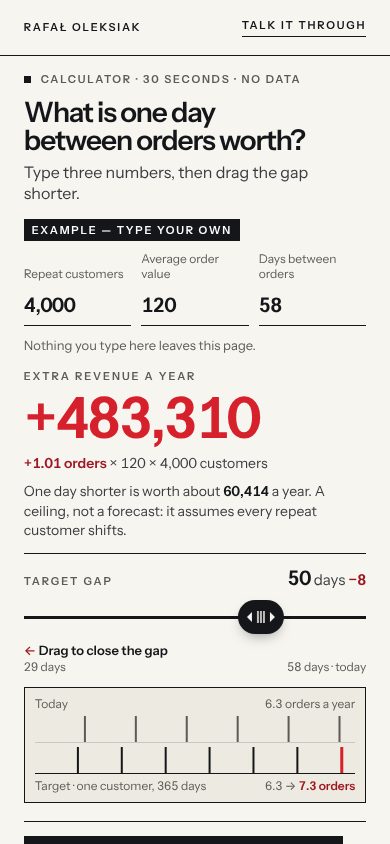 RAFAŁ OLEKSIAK
TALK IT THROUGH
CALCULATOR · 30 SECONDS · NO DATA
What is one day
between orders worth?
Type three numbers, then drag the gap
shorter.
EXAMPLE — TYPE YOUR OWN
Repeat customers
Average order
value
Days between
orders
4,000
120
58
Nothing you type here leaves this page.
EXTRA REVENUE A YEAR
+483,310
+1.01 orders × 120 × 4,000 customers
One day shorter is worth about 60,414 a year. A
ceiling, not a forecast: it assumes every repeat
customer shifts.
TARGET GAP
50 days −8
← Drag to close the gap
29 days
58 days · today
Today
6.3 orders a year
Target · one customer, 365 days
6.3 → 7.3 orders